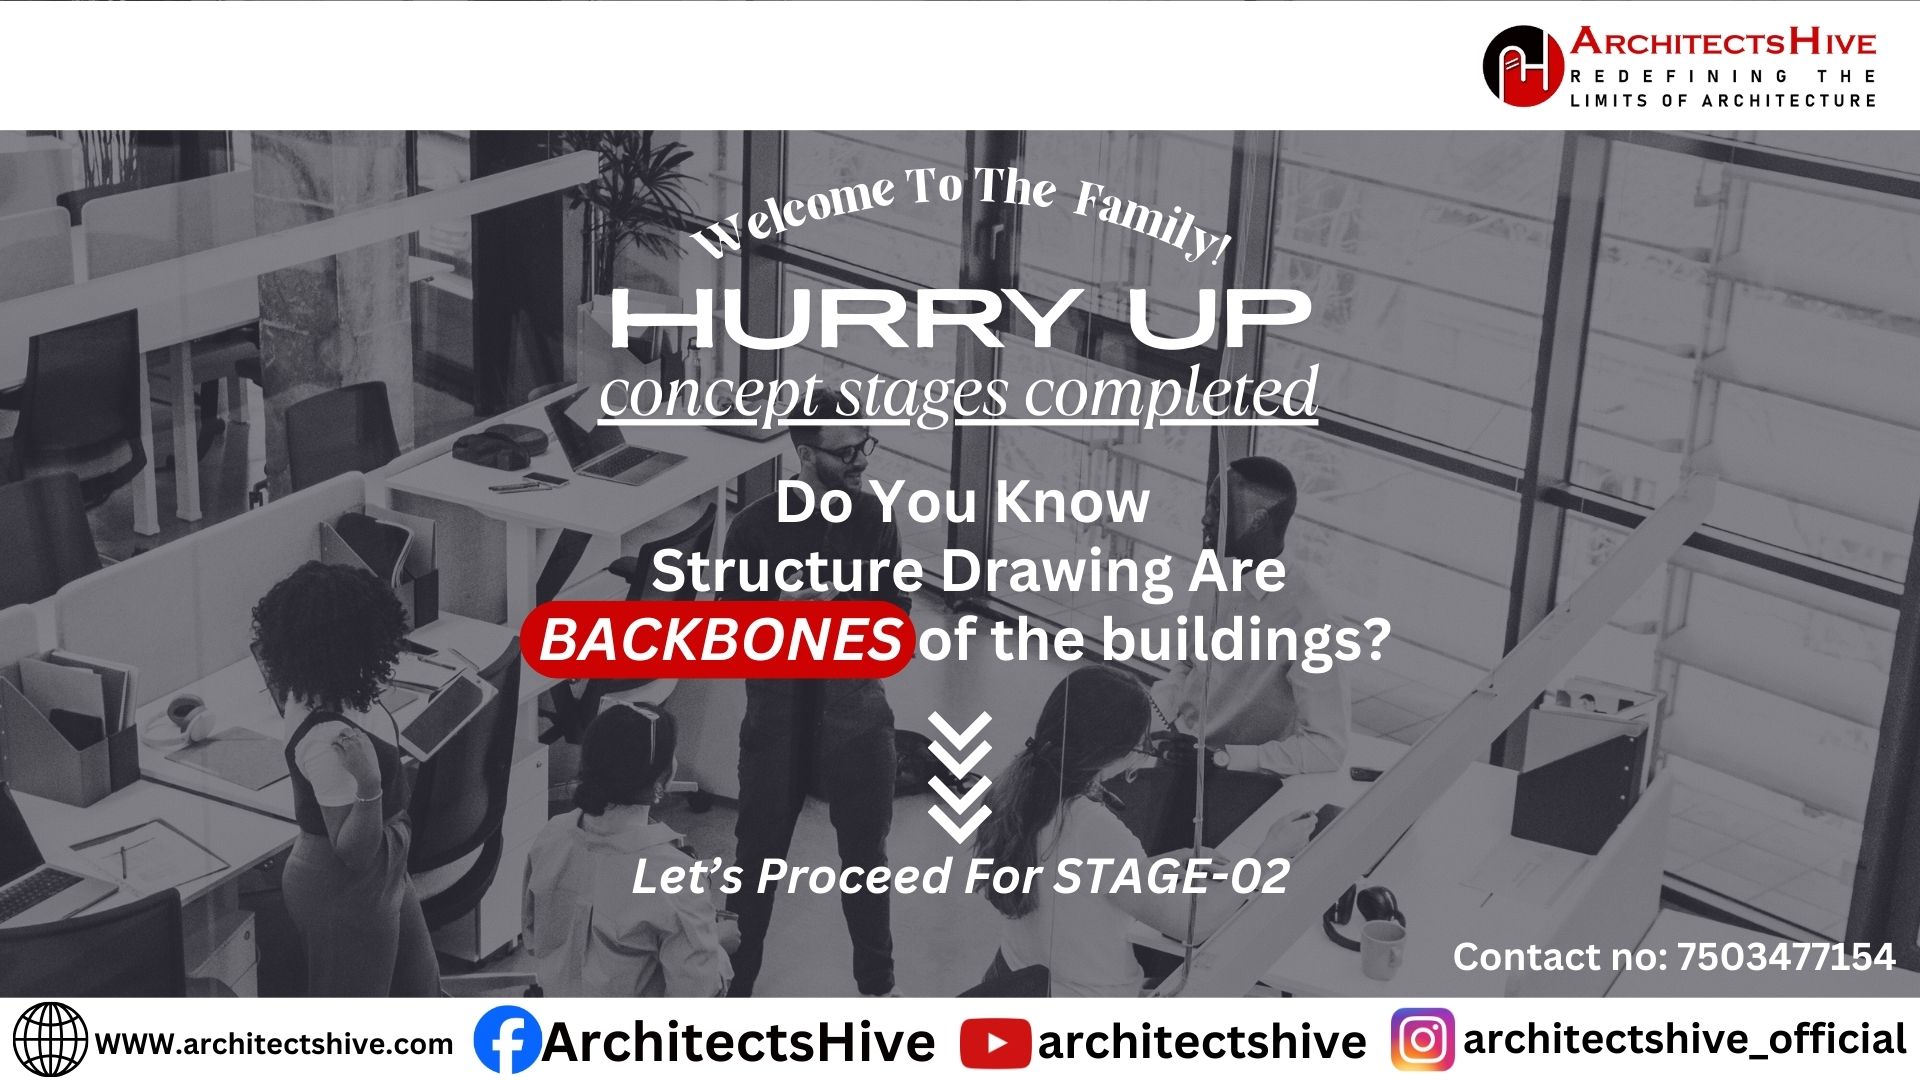 ARCHITECTSHIVE
REDEFINING THE
LIMITS OF ARCHITECTURE
Welcome To The Family!
HURRY UP
concept stages completed
Do You Know
Structure Drawing Are
BACKBONES of the buildings?
Let’s Proceed For STAGE-02
Contact no: 7503477154
www.architectshive.com ArchitectsHive architectshive architectshive_official